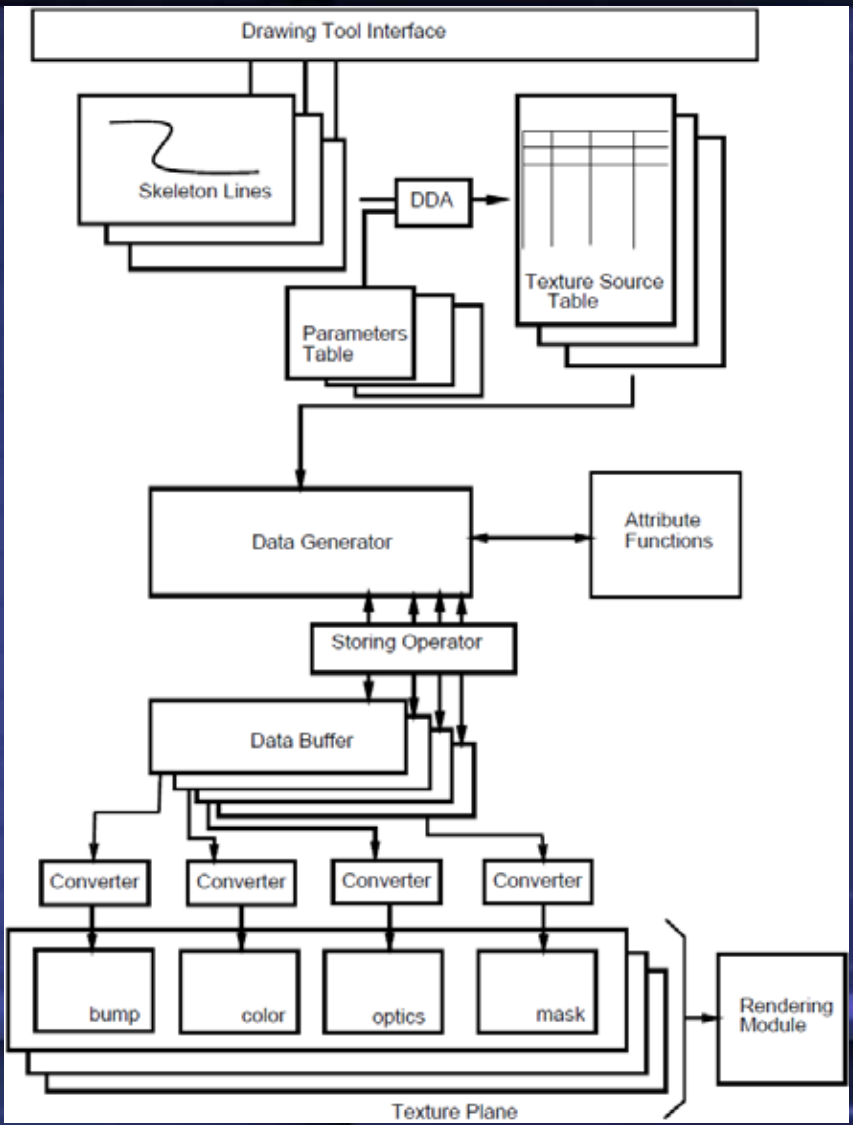 Drawing Tool Interface
Skeleton Lines
DDA
Texture Source
Table
Parameters
Table
Data Generator
Attribute
Functions
Storing Operator
Data Buffer
Converter
Converter
Converter
Converter
bump
color
optics
mask
Rendering
Module
Texture Plane